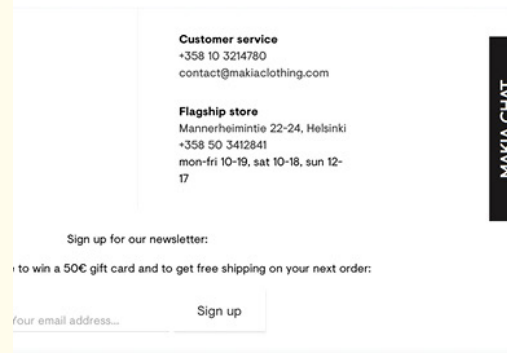 Customer service
+358 10 3214780
contact@makiaclothing.com
Flagship store
Mannerheimintie 22-24, Helsinki
+358 50 3412841
mon-fri 10-19, sat 10-18, sun 12-
17
MAKIA CHAT
Sign up for our newsletter:
to win a 50€ gift card and to get free shipping on your next order:
Your email address...
Sign up